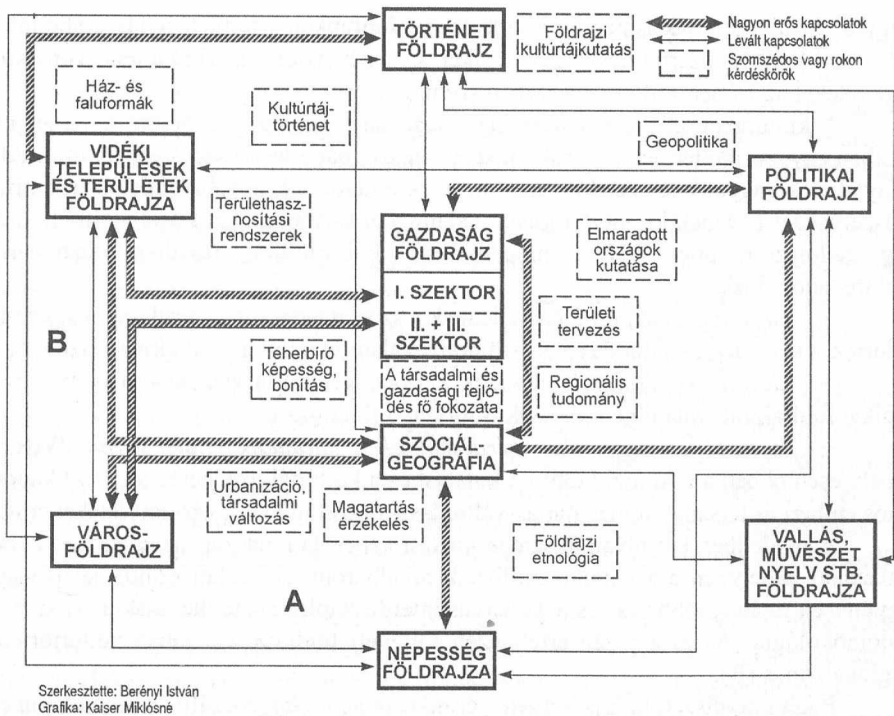 TÖRTÉNETI
FÖLDRAJZ
Földrajzi
kultúrtájkutatás
Nagyon erős kapcsolatok
Levált kapcsolatok
Szomszédos vagy rokon
kérdéskörök
Ház- és
faluformák
Kultúrtáj-
történet
Geopolitika
VIDÉKI
TELEPÜLÉSEK
ÉS TERÜLETEK
FÖLDRAJZA
POLITIKAI
FÖLDRAJZ
Területhasz-
nosítási
rendszerek
GAZDASÁG
FÖLDRAJZ
Elmaradott
országok
kutatása
I. SZEKTOR
II. + III.
SZEKTOR
Területi
tervezés
B
Teherbíró
képesség,
bonítás
A társadalmi és
gazdasági fejlő-
dés fő fokozata
Regionális
tudomány
SZOCIÁL-
GEOGRÁFIA
Urbanizáció,
társadalmi
változás
Magatartás
érzékelés
Földrajzi
etnológia
VÁROS-
FÖLDRAJZ
VALLÁS,
MŰVÉSZET
NYELV STB.
FÖLDRAJZA
A
NÉPESSÉG
FÖLDRAJZA
Szerkesztette: Berényi István
Grafika: Kaiser Miklósné